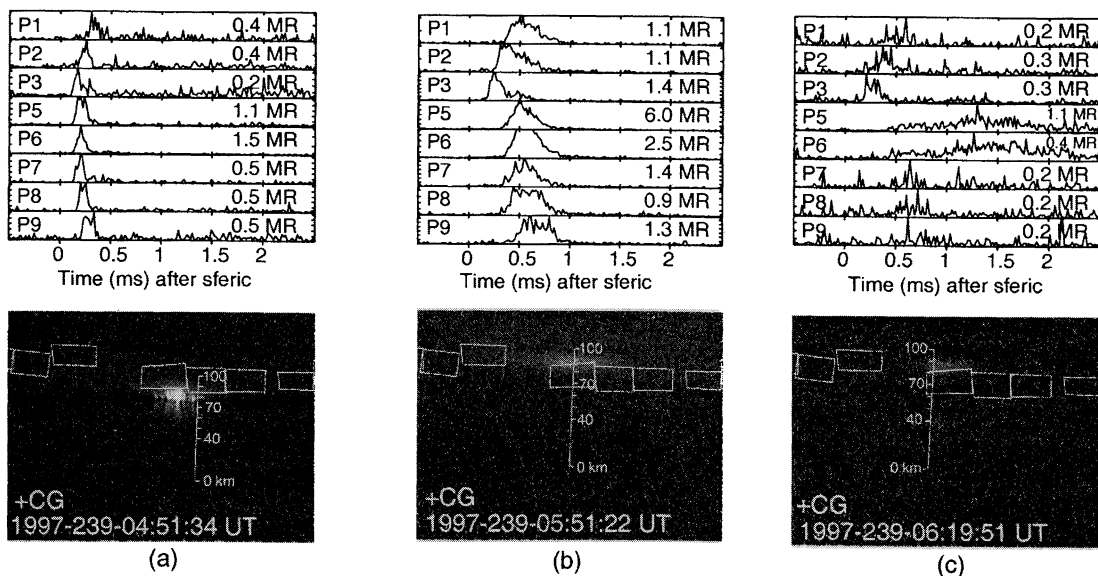 P1 0.4 MR
P2 0.4 MR
P3 0.2 MR
P5 1.1 MR
P6 1.5 MR
P7 0.5 MR
P8 0.5 MR
P9 0.5 MR
0 0.5 1 1.5 2
Time (ms) after sferic
100
70
40
0 km
+CG
1997-239-04:51:34 UT
(a)
P1 1.1 MR
P2 1.1 MR
P3 1.4 MR
P5 6.0 MR
P6 2.5 MR
P7 1.4 MR
P8 0.9 MR
P9 1.3 MR
0 0.5 1 1.5 2
Time (ms) after sferic
100
70
40
0 km
+CG
1997-239-05:51:22 UT
(b)
P1 0.2 MR
P2 0.3 MR
P3 0.3 MR
P5 1.1 MR
P6 0.4 MR
P7 0.2 MR
P8 0.2 MR
P9 0.2 MR
0 0.5 1 1.5 2
Time (ms) after sferic
100
70
40
0 km
+CG
1997-239-06:19:51 UT
(c)